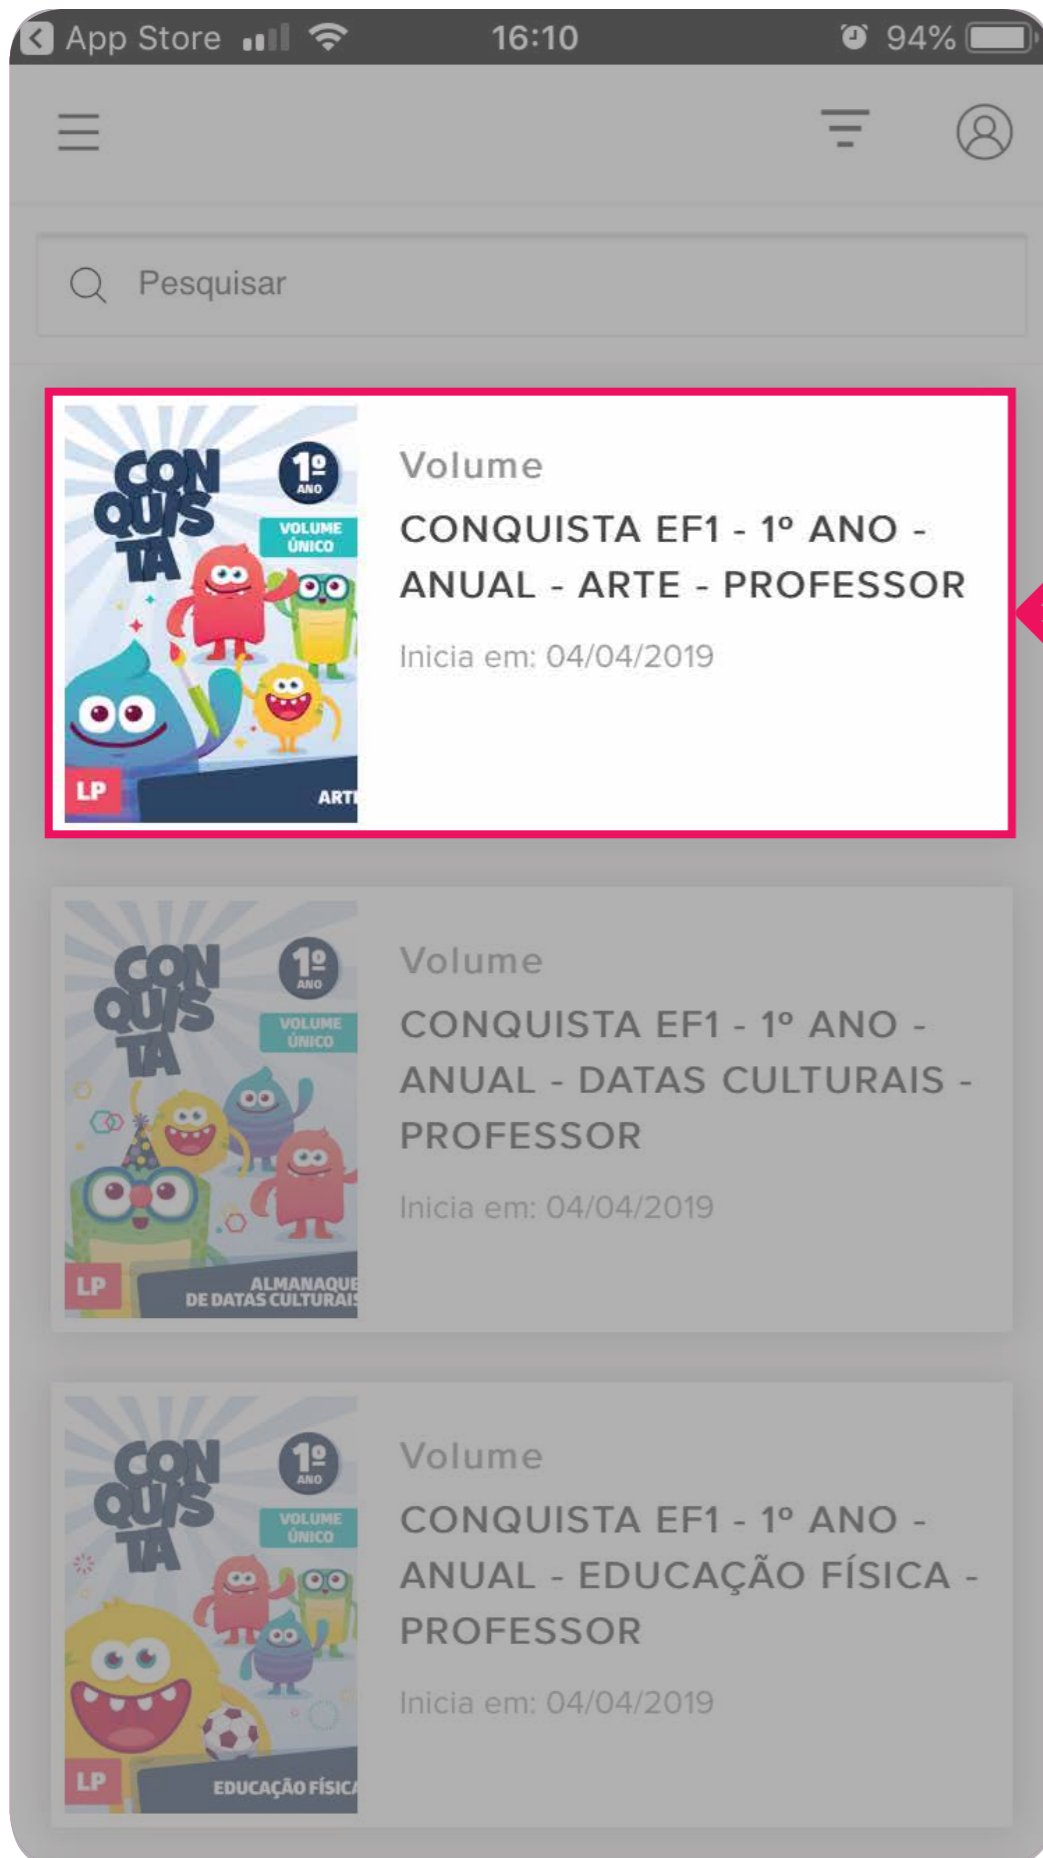 App Store 16:10 94%
Pesquisar
CON
QUIS
TA
1º
ANO
VOLUME
ÚNICO
LP
ART
Volume
CONQUISTA EF1 - 1º ANO -
ANUAL - ARTE - PROFESSOR
Inicia em: 04/04/2019
CON
QUIS
TA
1º
ANO
VOLUME
ÚNICO
LP
ALMANAQUE
DE DATAS CULTURAIS
Volume
CONQUISTA EF1 - 1º ANO -
ANUAL - DATAS CULTURAIS -
PROFESSOR
Inicia em: 04/04/2019
CON
QUIS
TA
1º
ANO
VOLUME
ÚNICO
LP
EDUCAÇÃO FÍSICA
Volume
CONQUISTA EF1 - 1º ANO -
ANUAL - EDUCAÇÃO FÍSICA -
PROFESSOR
Inicia em: 04/04/2019